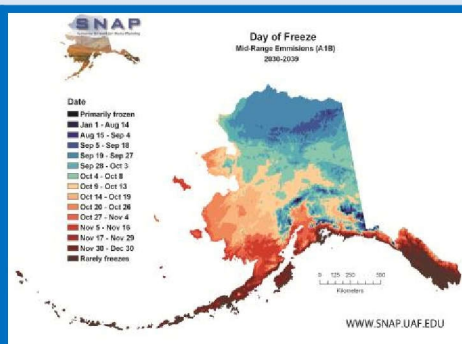 SNAP
Day of Freeze
Mid-Range Emmisiens (A1B)
2030-2039
Date
Primarily frozen
Jan 1 - Aug 14
Aug 15 - Sep 4
Sep 5 - Sep 18
Sep 19 - Sep 27
Sep 28 - Oct 3
Oct 4 - Oct 8
Oct 9 - Oct 13
Oct 14 - Oct 19
Oct 20 - Oct 26
Oct 27 - Nov 4
Nov 5 - Nov 16
Nov 17 - Nov 29
Nov 30 - Dec 30
Rarely freezes
0 125 250 500
Kilometers
WWW.SNAP.UAF.EDU